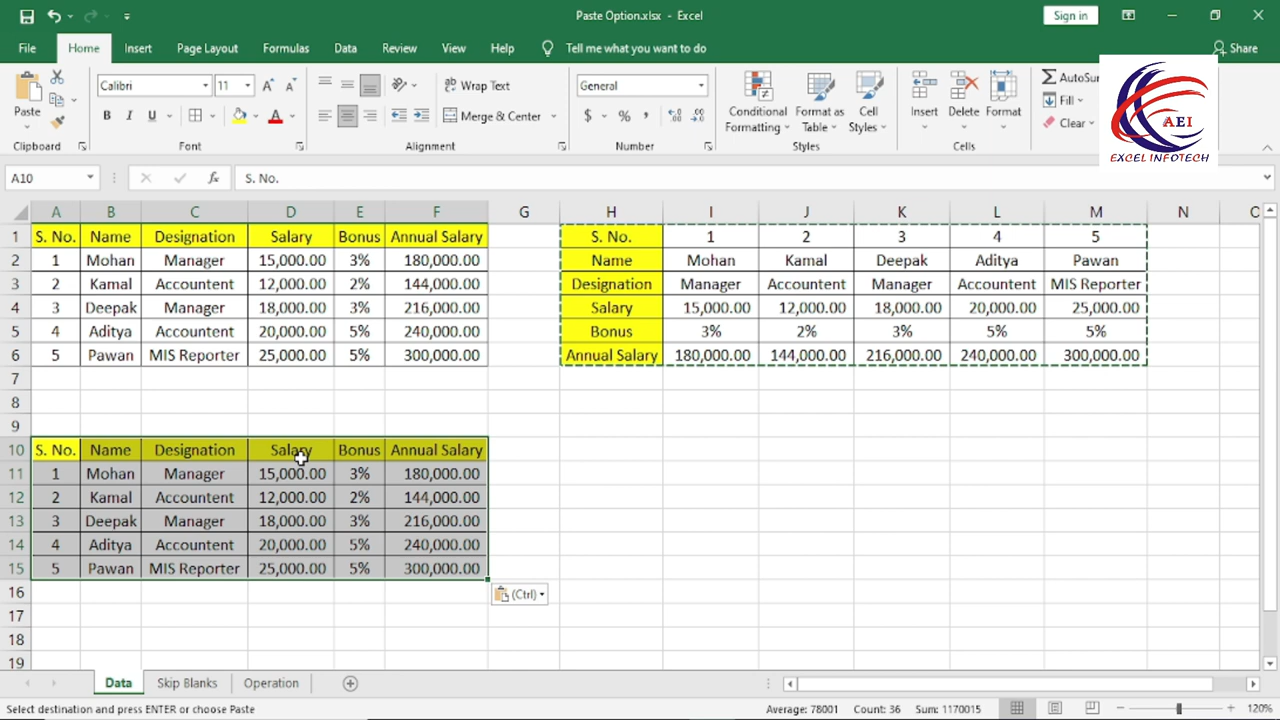 Paste Option.xlsx - Excel
Sign in
File Home Insert Page Layout Formulas Data Review View Help Tell me what you want to do Share
Paste
Calibri 11
B I U A
Wrap Text
Merge & Center
General
$ % ,
Conditional Formatting
Format as Table
Cell Styles
Insert Delete Format
AutoSu
Fill
Clear
AEI
EXCEL INFOTECH
Clipboard Font Alignment Number Styles Cells
A10 fx S. No.
A B C D E F G H I J K L M N
1 S. No. Name Designation Salary Bonus Annual Salary S. No. 1 2 3 4 5
2 1 Mohan Manager 15,000.00 3% 180,000.00 Name Mohan Kamal Deepak Aditya Pawan
3 2 Kamal Accountent 12,000.00 2% 144,000.00 Designation Manager Accountent Manager Accountent MIS Reporter
4 3 Deepak Manager 18,000.00 3% 216,000.00 Salary 15,000.00 12,000.00 18,000.00 20,000.00 25,000.00
5 4 Aditya Accountent 20,000.00 5% 240,000.00 Bonus 3% 2% 3% 5% 5%
6 5 Pawan MIS Reporter 25,000.00 5% 300,000.00 Annual Salary 180,000.00 144,000.00 216,000.00 240,000.00 300,000.00
7
8
9
10 S. No. Name Designation Salary Bonus Annual Salary
11 1 Mohan Manager 15,000.00 3% 180,000.00
12 2 Kamal Accountent 12,000.00 2% 144,000.00
13 3 Deepak Manager 18,000.00 3% 216,000.00
14 4 Aditya Accountent 20,000.00 5% 240,000.00
15 5 Pawan MIS Reporter 25,000.00 5% 300,000.00
16 (Ctrl)
17
18
19
Data Skip Blanks Operation
Select destination and press ENTER or choose Paste Average: 78001 Count: 36 Sum: 1170015 120%